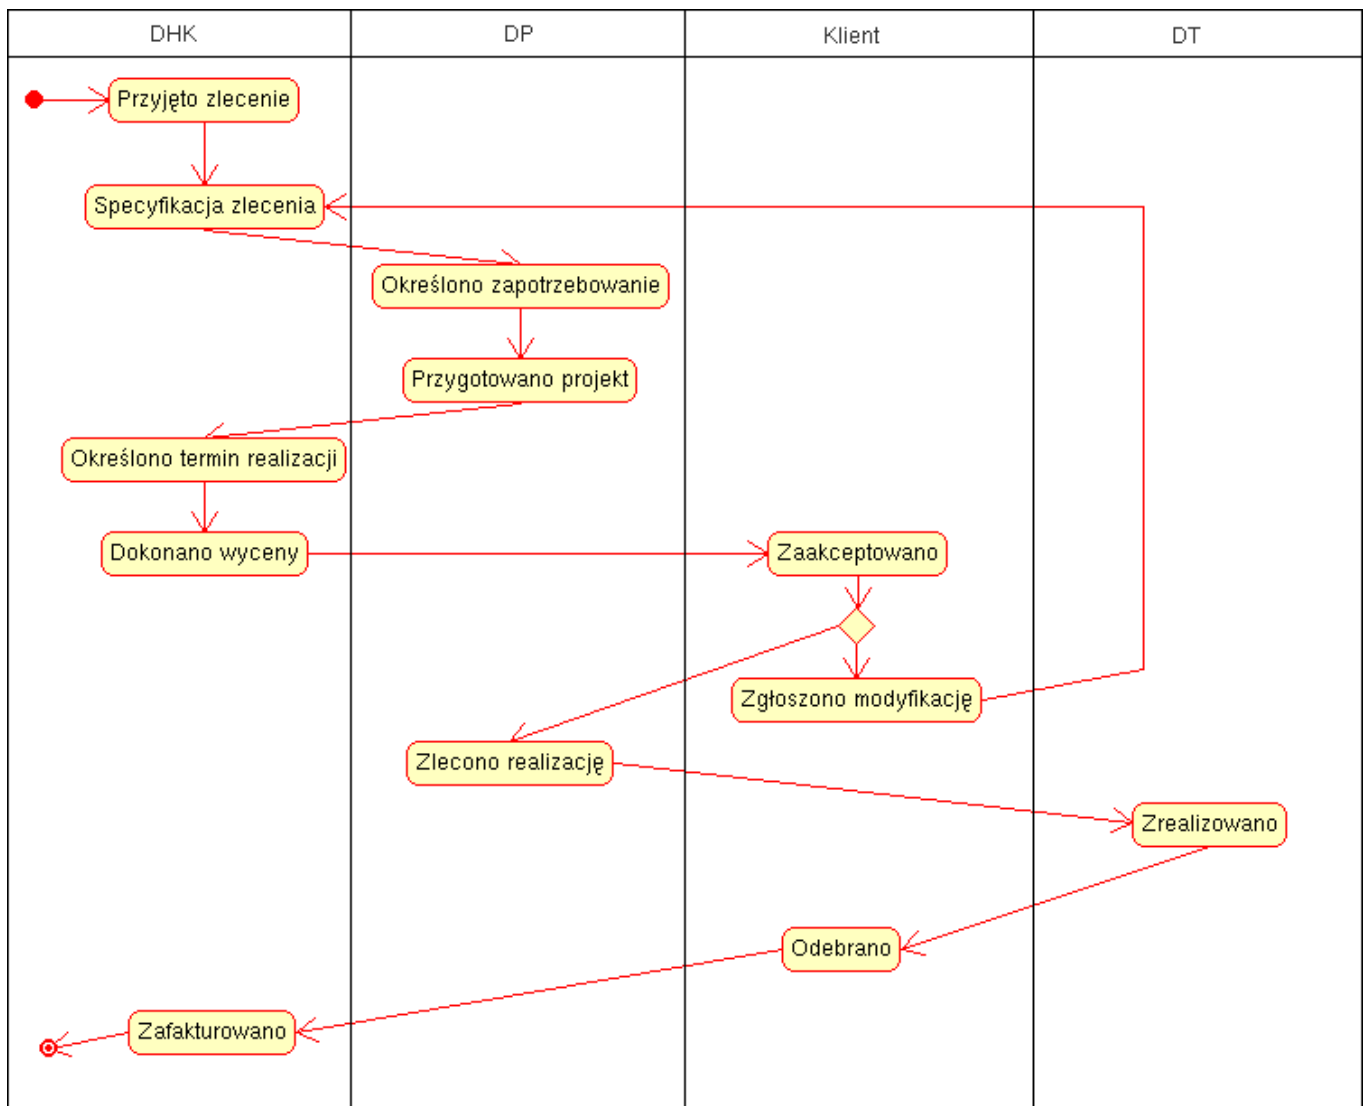 DHK
DP
Klient
DT
Przyjęto zlecenie
Specyfikacja zlecenia
Określono zapotrzebowanie
Przygotowano projekt
Określono termin realizacji
Dokonano wyceny
Zaakceptowano
Zgłoszono modyfikację
Zlecono realizację
Zrealizowano
Odebrano
Zafakturowano